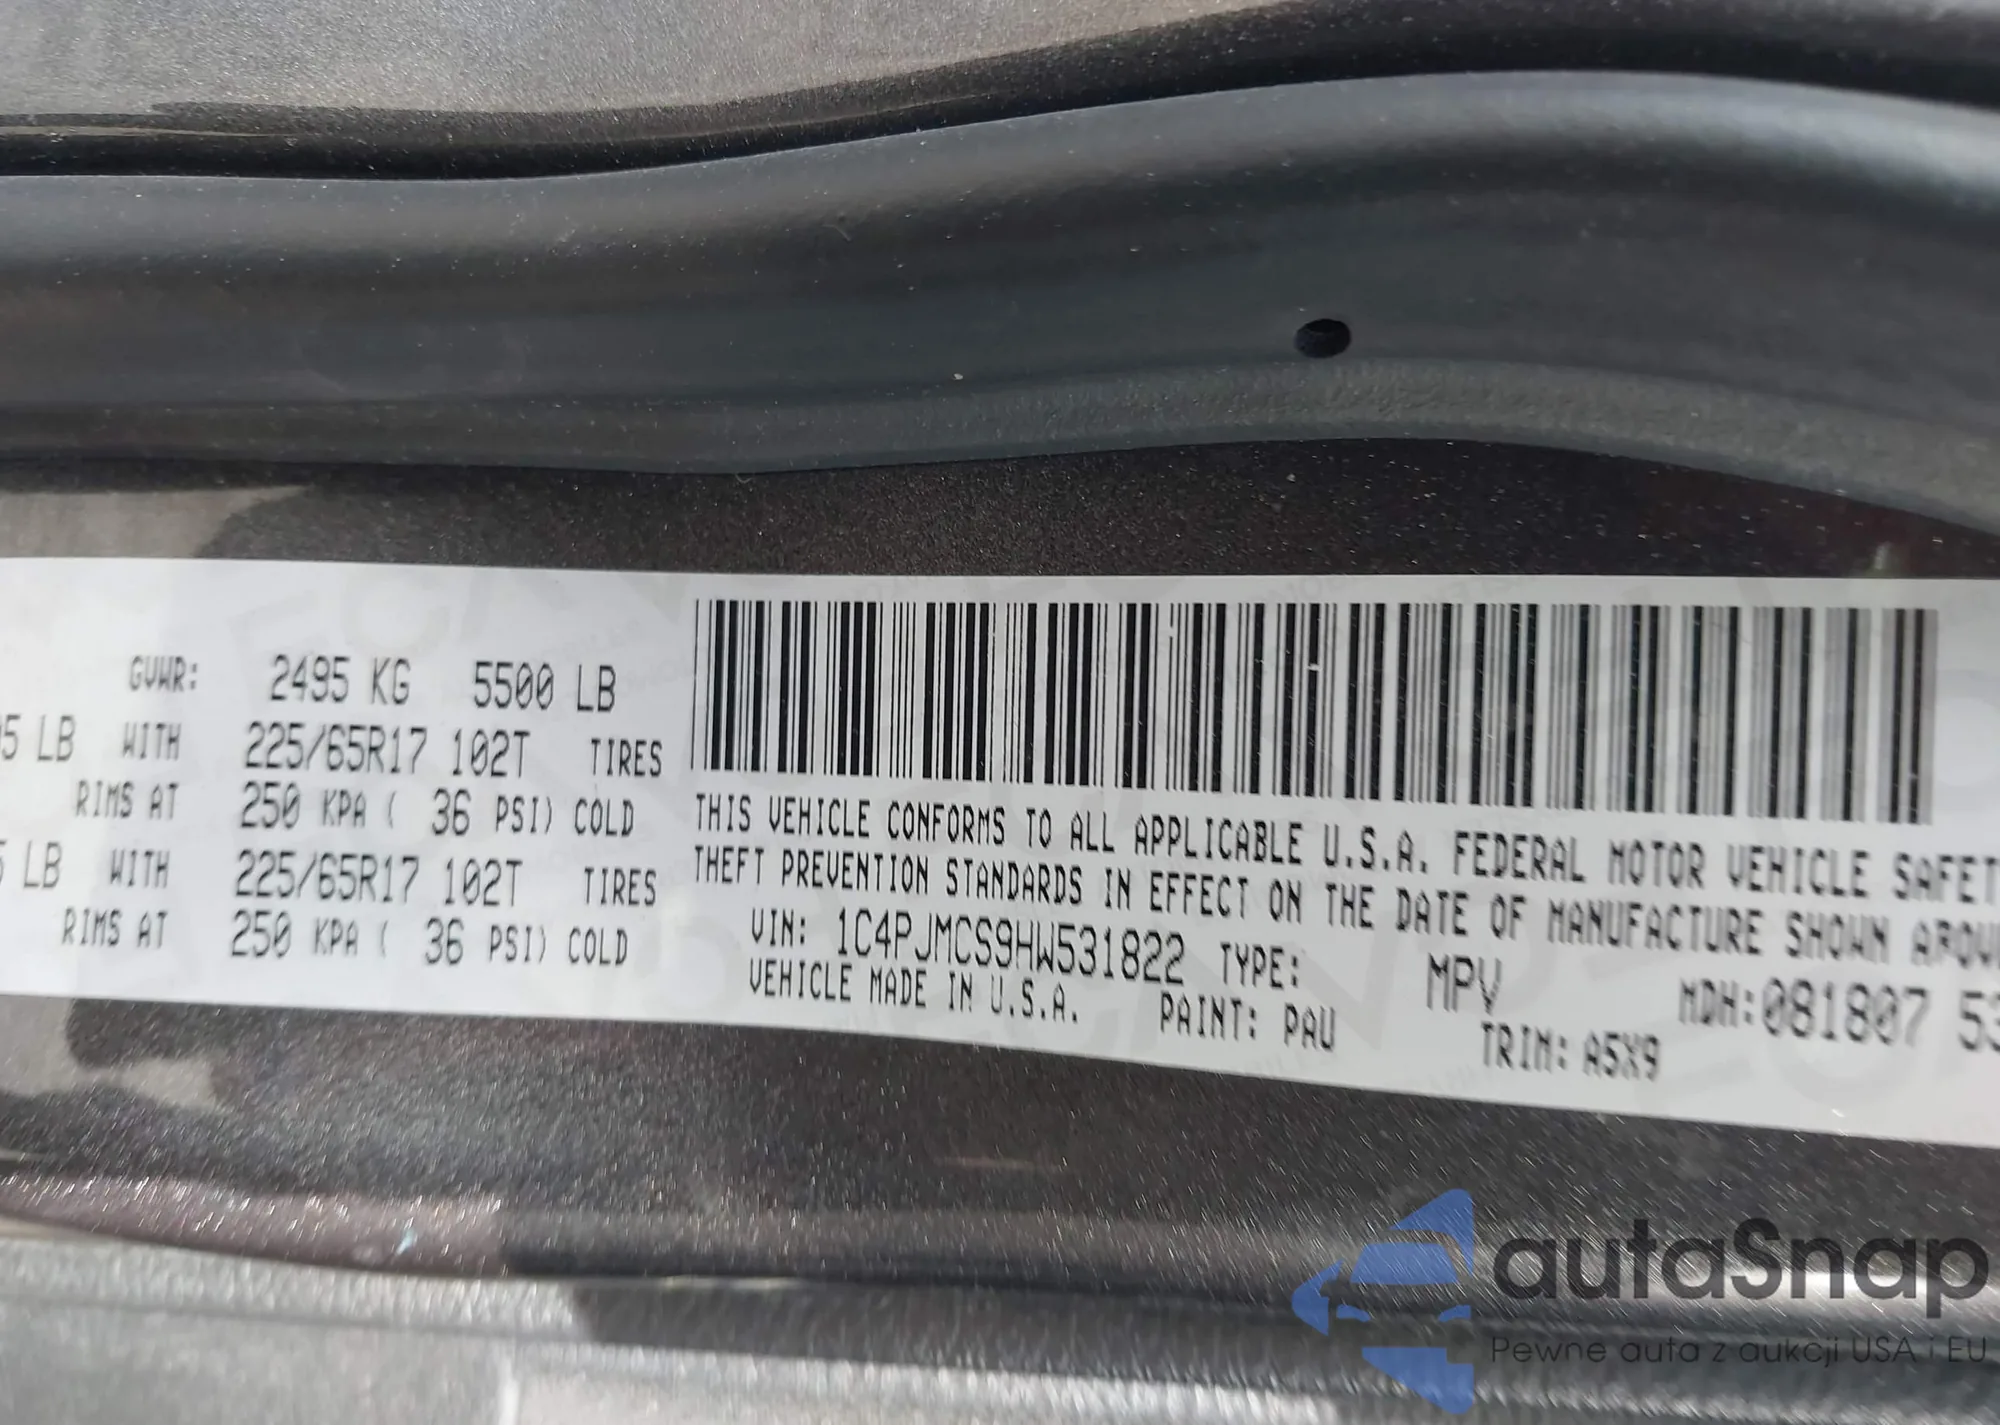 GVWR: 2495 KG 5500 LB
5 LB WITH 225/65R17 102T TIRES
RIMS AT 250 KPA ( 36 PSI) COLD
LB WITH 225/65R17 102T TIRES
RIMS AT 250 KPA ( 36 PSI) COLD
THIS VEHICLE CONFORMS TO ALL APPLICABLE U.S.A. FEDERAL MOTOR VEHICLE SAFET
THEFT PREVENTION STANDARDS IN EFFECT ON THE DATE OF MANUFACTURE SHOWN ABOV
VIN: 1C4PJMCS9HW531822 TYPE: MPV MDH:081807 53
VEHICLE MADE IN U.S.A. PAINT: PAU TRIM: A5X9
autaSnap
Pewne auta z aukcji USA i EU